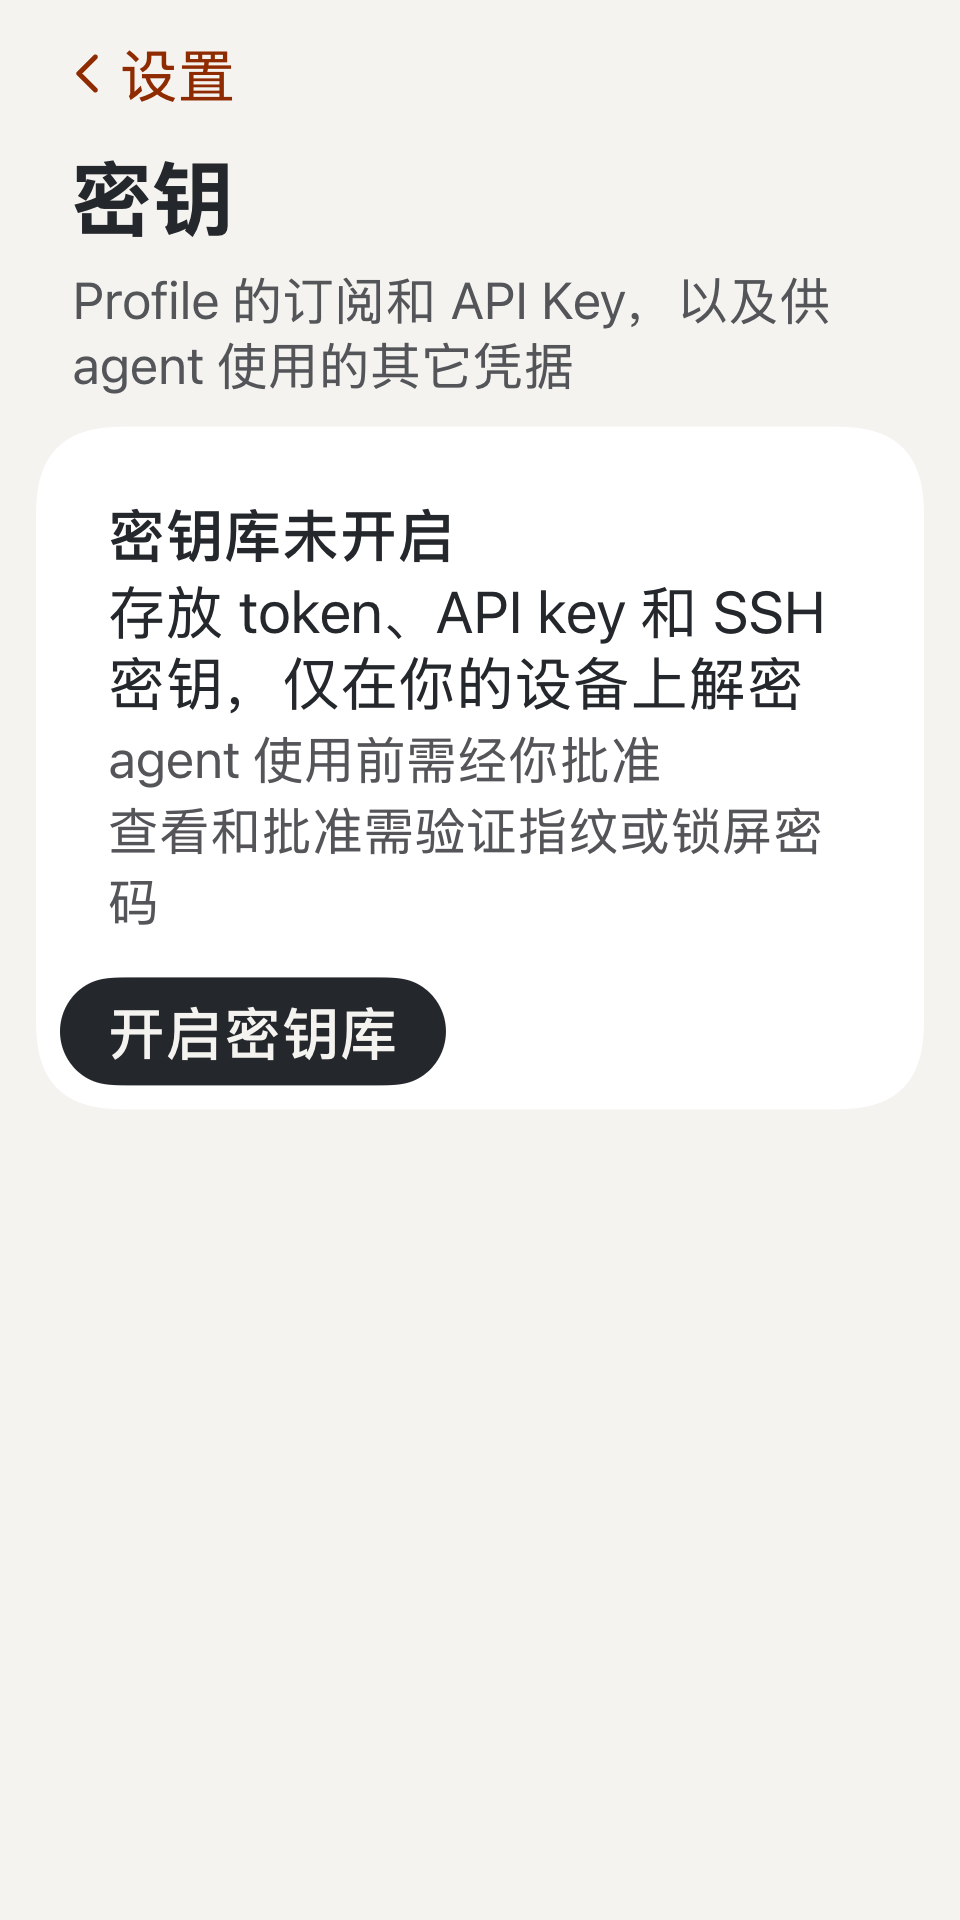 设置
密钥
Profile 的订阅和 API Key，以及供
agent 使用的其它凭据
密钥库未开启
存放 token、API key 和 SSH
密钥，仅在你的设备上解密
agent 使用前需经你批准
查看和批准需验证指纹或锁屏密
码
开启密钥库